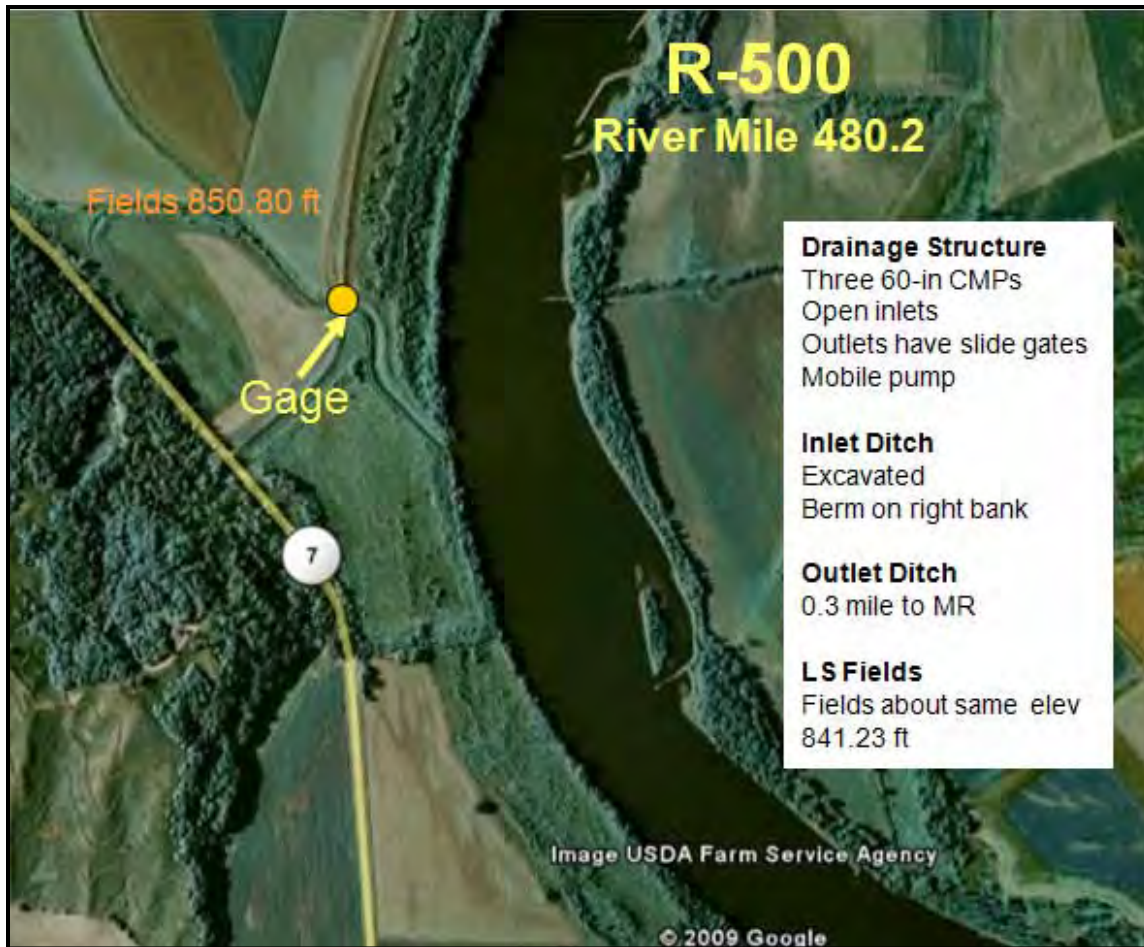 R-500
River Mile 480.2
Fields 850.80 ft
Gage
7
Drainage Structure
Three 60-in CMPs
Open inlets
Outlets have slide gates
Mobile pump
Inlet Ditch
Excavated
Berm on right bank
Outlet Ditch
0.3 mile to MR
LS Fields
Fields about same elev
841.23 ft
Image USDA Farm Service Agency
© 2009 Google